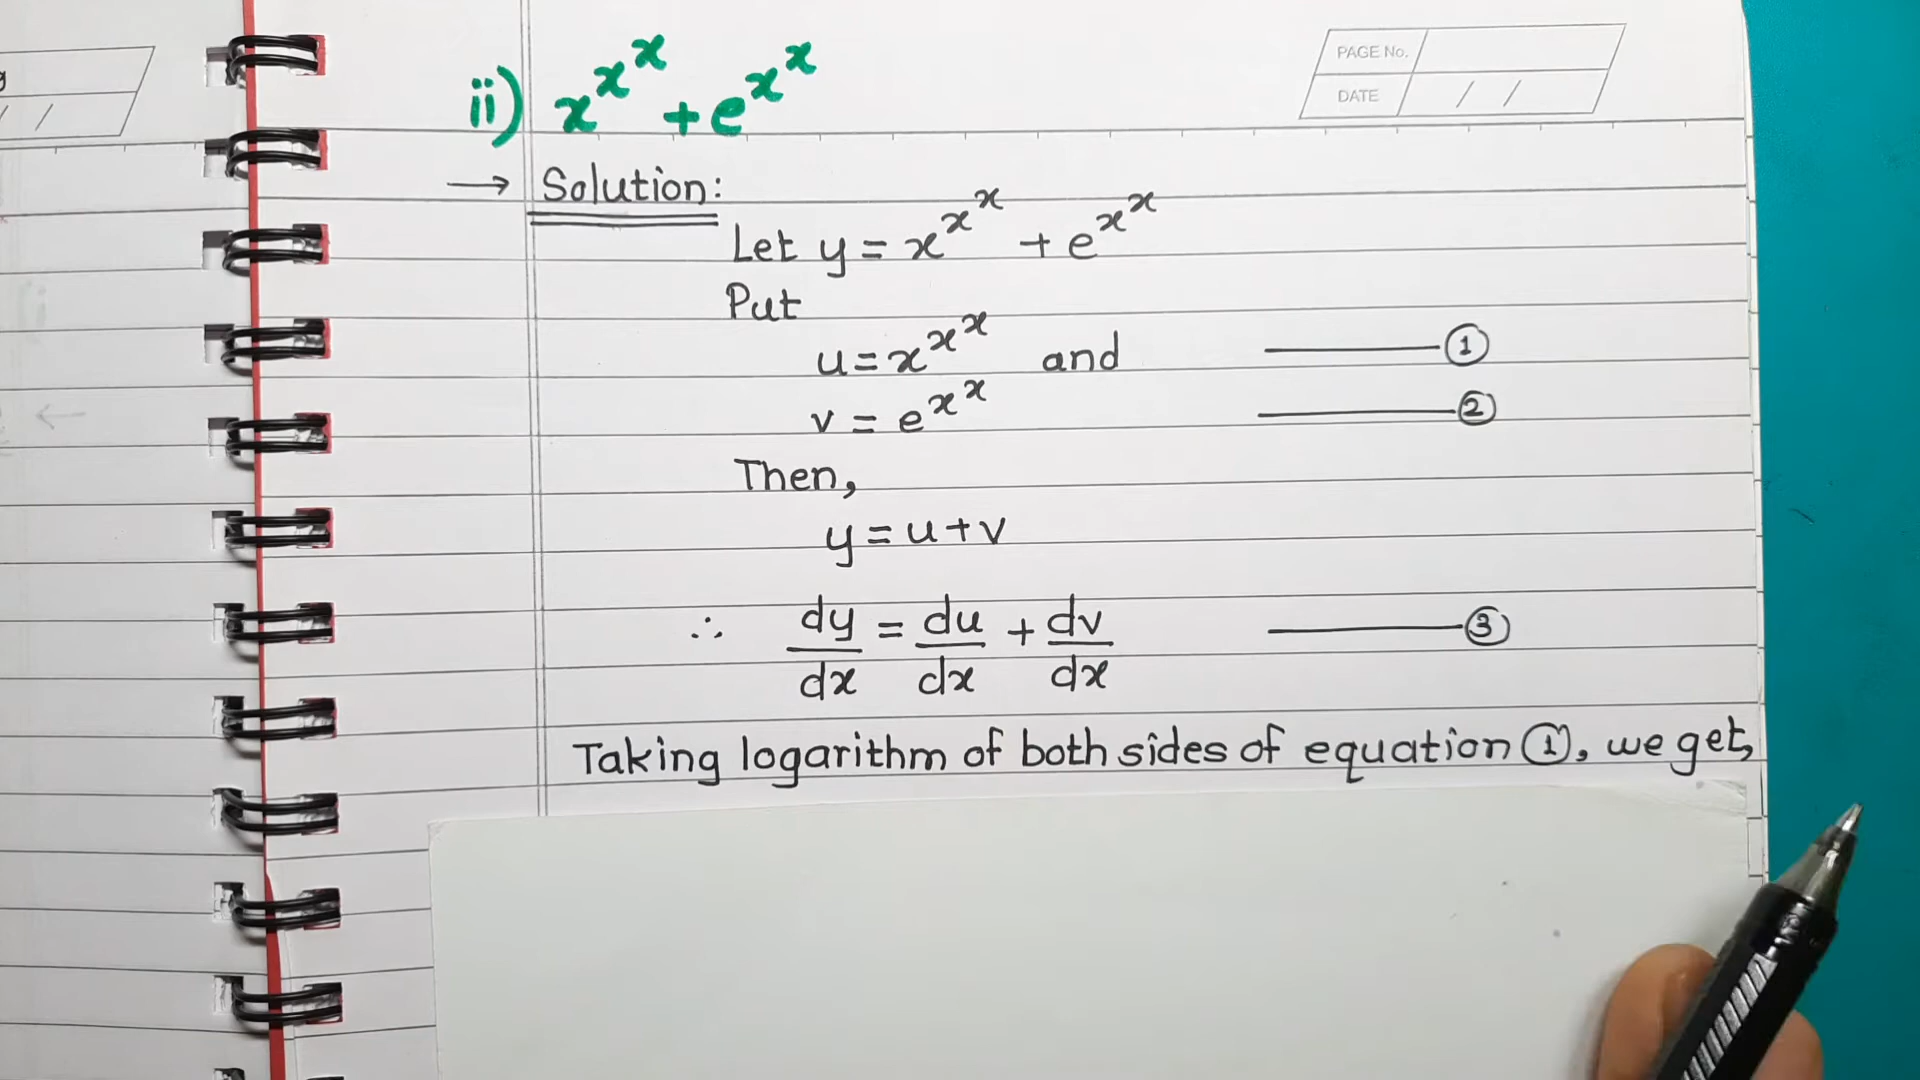 PAGE No.
DATE / /
ii) x^{x^x} + e^{x^x}
→ Solution:
Let y = x^{x^x} + e^{x^x}
Put
u = x^{x^x} and ——— ①
v = e^{x^x} ——— ②
Then,
y = u + v
∴ dy/dx = du/dx + dv/dx ——— ③
Taking logarithm of both sides of equation ①, we get,